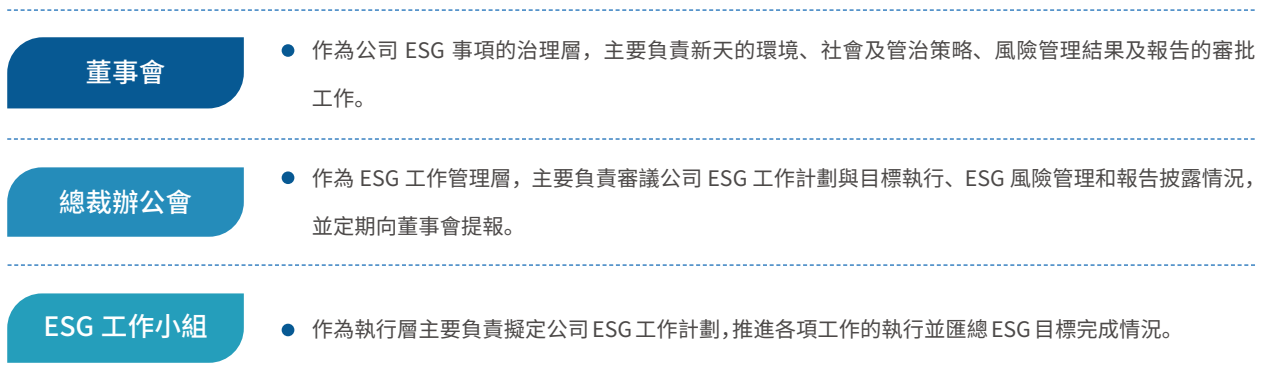 董事會
作為公司 ESG 事項的治理層，主要負責新天的環境、社會及管治策略、風險管理結果及報告的審批
工作。
總裁辦公會
作為 ESG 工作管理層，主要負責審議公司 ESG 工作計劃與目標執行、ESG 風險管理和報告披露情況，
並定期向董事會提報。
ESG 工作小組
作為執行層主要負責擬定公司 ESG 工作計劃，推進各項工作的執行並匯總 ESG 目標完成情況。